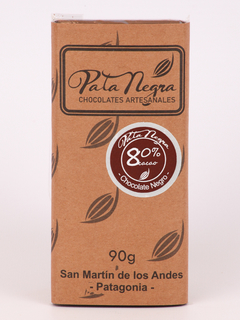 Pata Negra
CHOCOLATES ARTESANALES
Pata Negra
80%
cacao
- Chocolate Negro -
90g
San Martín de los Andes
- Patagonia -